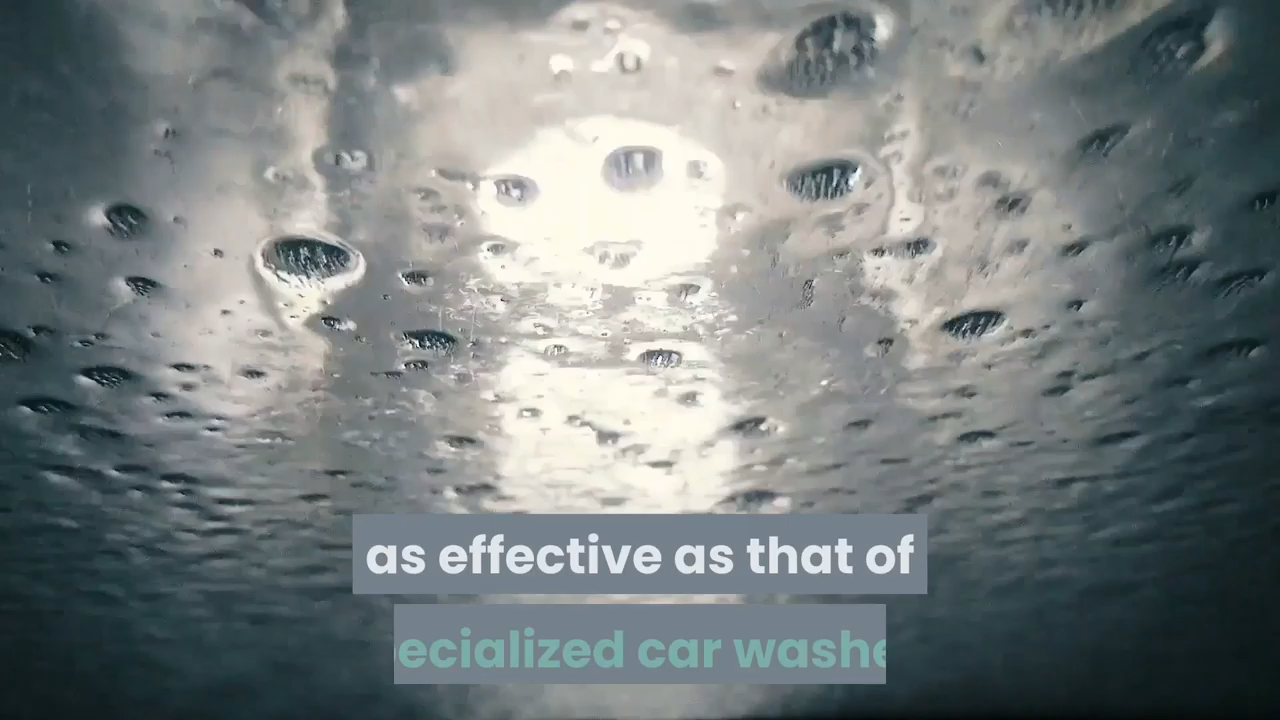 as effective as that of
ecialized car washe